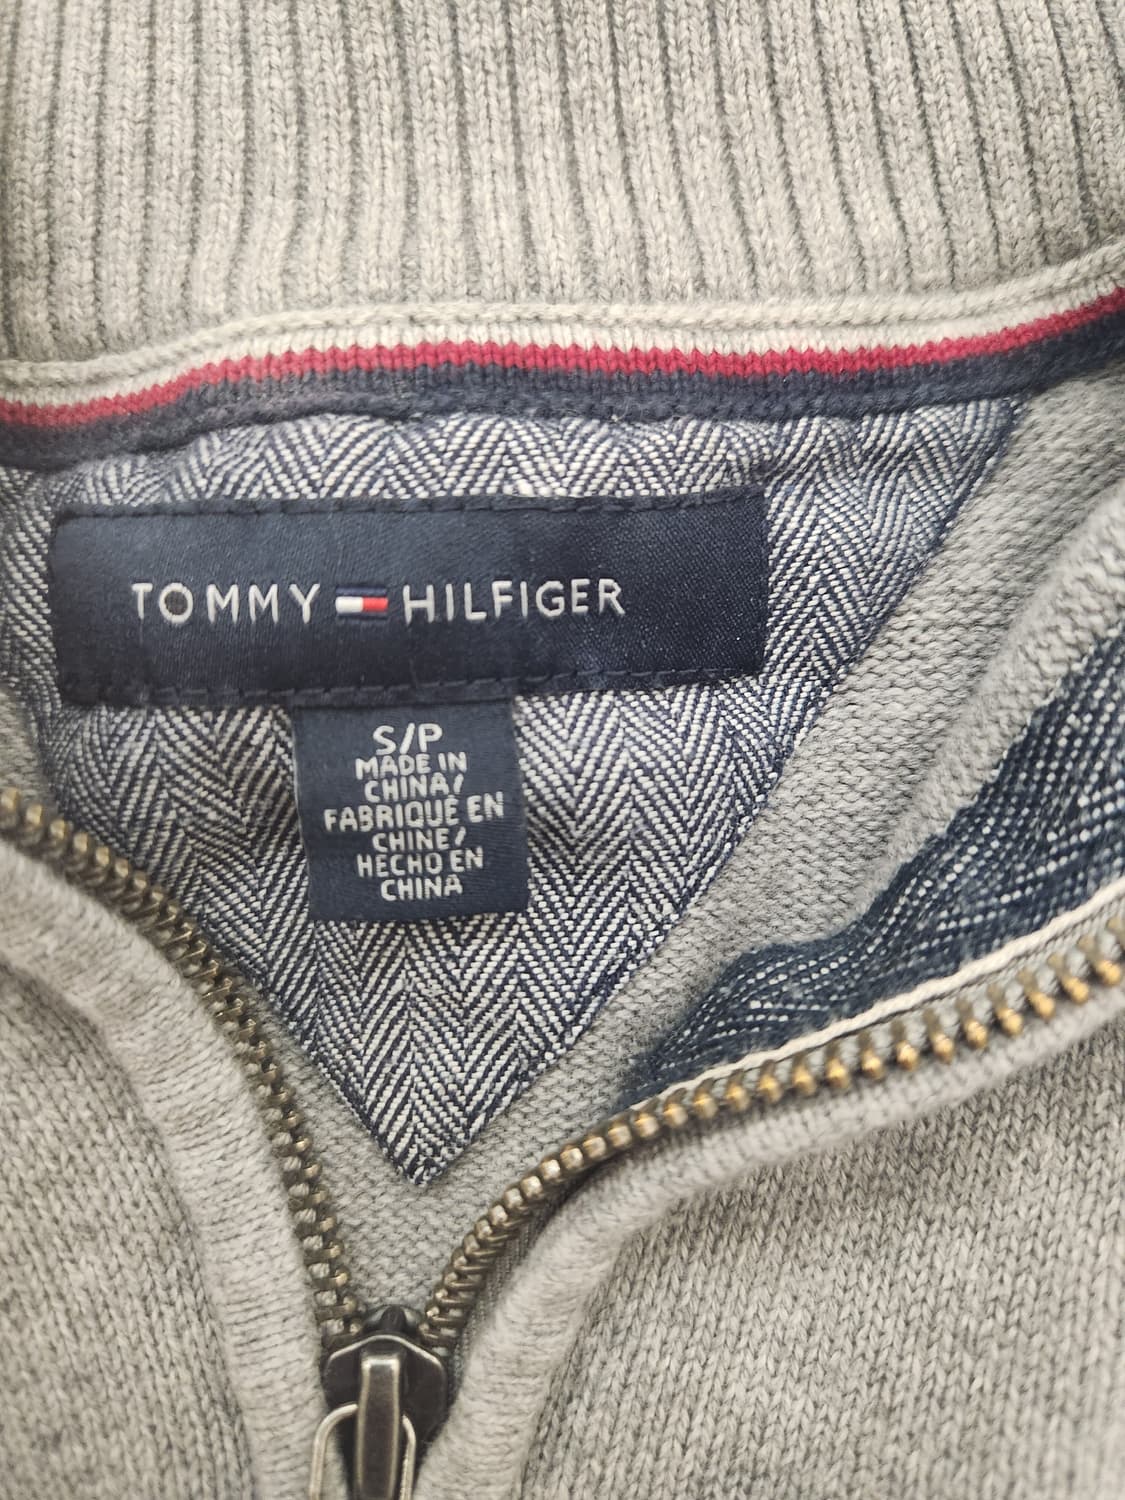 TOMMY HILFIGER
S/P
MADE IN
CHINA/
FABRIQUÉ EN
CHINE/
HECHO EN
CHINA